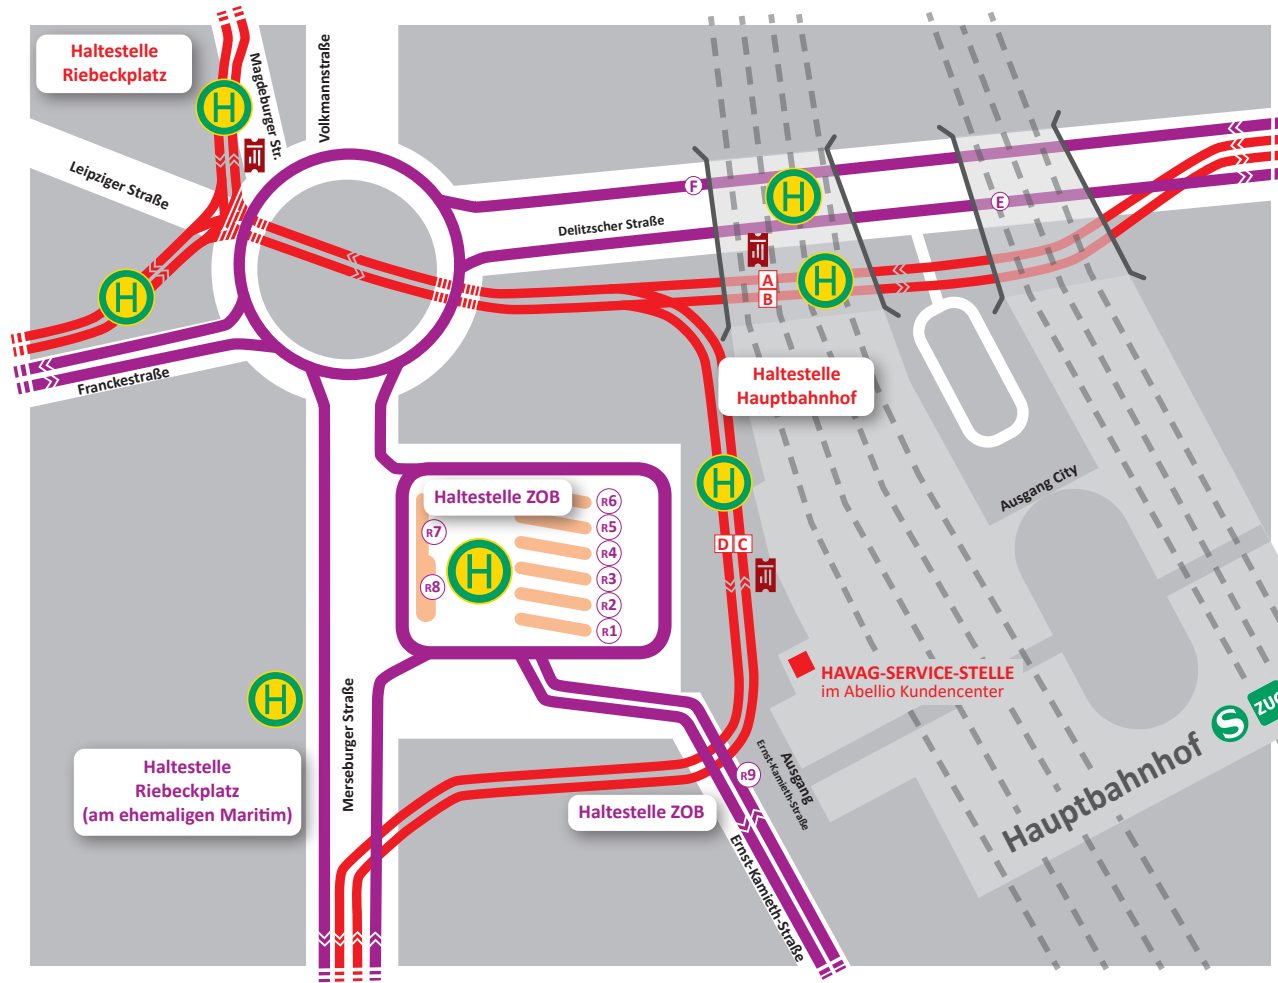 Haltestelle
Riebeckplatz
H
Magdeburger Str.
Volkmannstraße
Leipziger Straße
H
F
H
E
Delitzscher Straße
A
B
H
H
Franckestraße
Haltestelle
Hauptbahnhof
Haltestelle ZOB
H
Ausgang City
R6
R5
R4
R3
R2
R1
R7
R8
H
D
C
HAVAG-SERVICE-STELLE
im Abellio Kundencenter
H
Merseburger Straße
Haltestelle
Riebeckplatz
(am ehemaligen Maritim)
Ausgang
Ernst-Kamieth-Straße
R9
Haltestelle ZOB
Ernst-Kamieth-Straße
Hauptbahnhof
S
ZUG